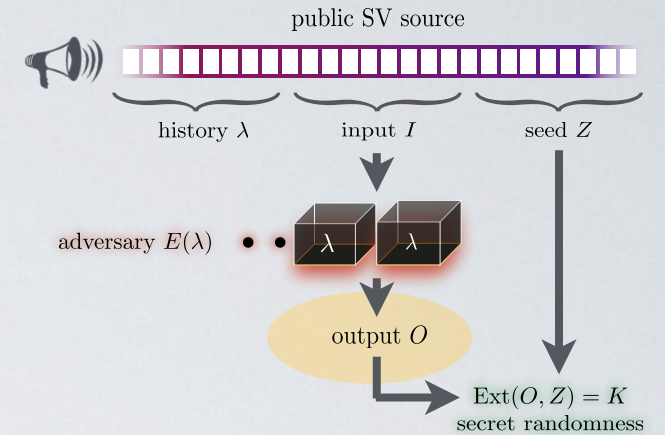 public SV source
history λ
input I
seed Z
adversary E(λ)
λ
λ
output O
Ext(O, Z) = K
secret randomness